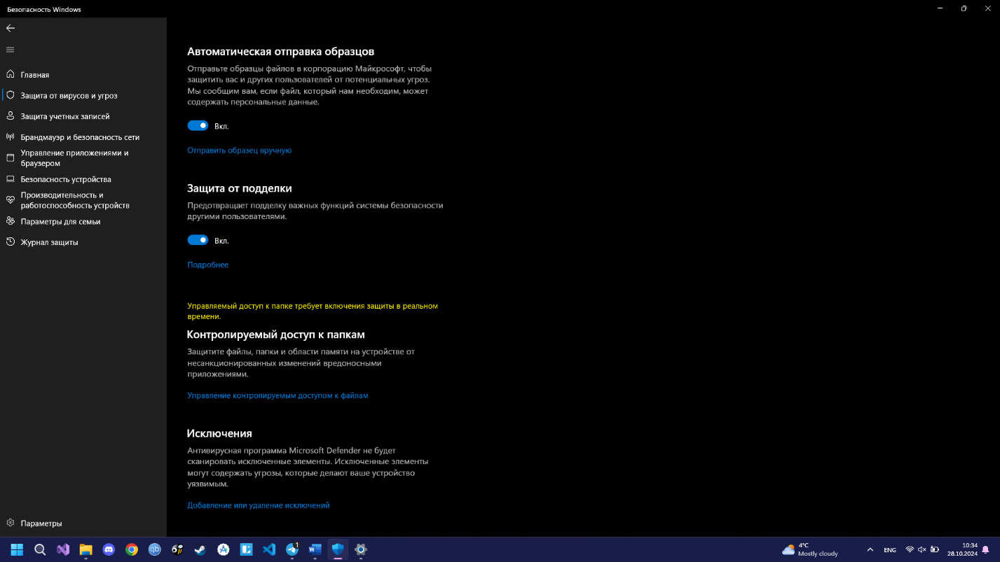 Безопасность Windows
Главная
Защита от вирусов и угроз
Защита учетных записей
Брандмауэр и безопасность сети
Управление приложениями и
браузером
Безопасность устройства
Производительность и
работоспособность устройств
Параметры для семьи
Журнал защиты
Параметры
Автоматическая отправка образцов
Отправьте образцы файлов в корпорацию Майкрософт, чтобы
защитить вас и других пользователей от потенциальных угроз.
Мы сообщим вам, если файл, который нам необходим, может
содержать персональные данные.
Вкл.
Отправить образец вручную
Защита от подделки
Предотвращает подделку важных функций системы безопасности
другими пользователями.
Вкл.
Подробнее
Управляемый доступ к папке требует включения защиты в реальном
времени.
Контролируемый доступ к папкам
Защитите файлы, папки и области памяти на устройстве от
несанкционированных изменений вредоносными
приложениями.
Управление контролируемым доступом к файлам
Исключения
Антивирусная программа Microsoft Defender не будет
сканировать исключенные элементы. Исключенные элементы
могут содержать угрозы, которые делают ваше устройство
уязвимым.
Добавление или удаление исключений
qb
1
W
4°C
Mostly cloudy
ENG
10:34
28.10.2024